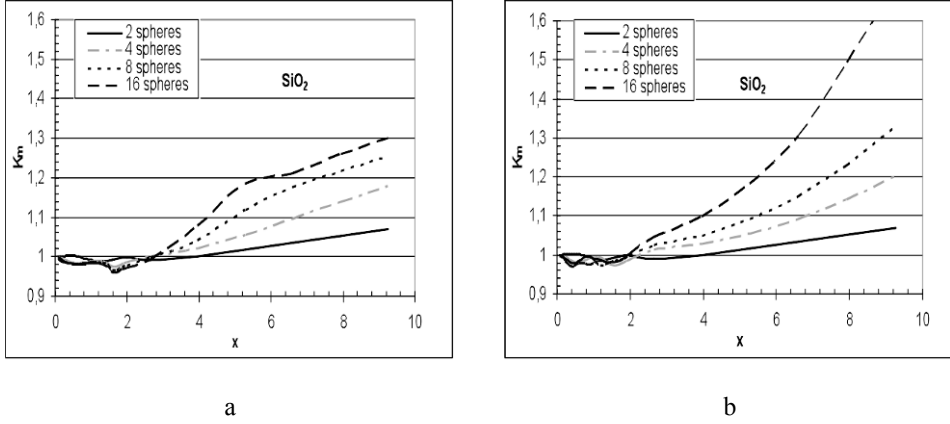 1,6
1,5
1,4
1,3
1,2
1,1
1
0,9
Km
2 spheres
4 spheres
8 spheres
16 spheres
SiO₂
0 2 4 6 8 10
x
a
1,6
1,5
1,4
1,3
1,2
1,1
1
0,9
Km
2 spheres
4 spheres
8 spheres
16 spheres
SiO₂
0 2 4 6 8 10
x
b